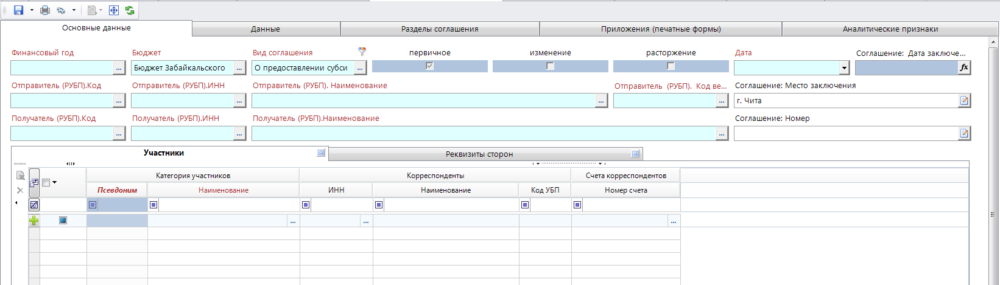 Основные данные
Данные
Разделы соглашения
Приложения (печатные формы)
Аналитические признаки
Финансовый год
Бюджет
Вид соглашения
первичное
изменение
расторжение
Дата
Соглашение: Дата заключе...
...
Бюджет Забайкальского ...
О предоставлении субси ...
fx
Отправитель (РУБП).Код
Отправитель (РУБП).ИНН
Отправитель (РУБП). Наименование
Отправитель (РУБП). Код ве...
Соглашение: Место заключения
...
...
...
...
г. Чита
Получатель (РУБП).Код
Получатель (РУБП).ИНН
Получатель (РУБП).Наименование
Соглашение: Номер
...
...
...
Участники
Реквизиты сторон
Категория участников
Корреспонденты
Счета корреспондентов
Псевдоним
Наименование
ИНН
Наименование
Код УБП
Номер счета
...
...
...